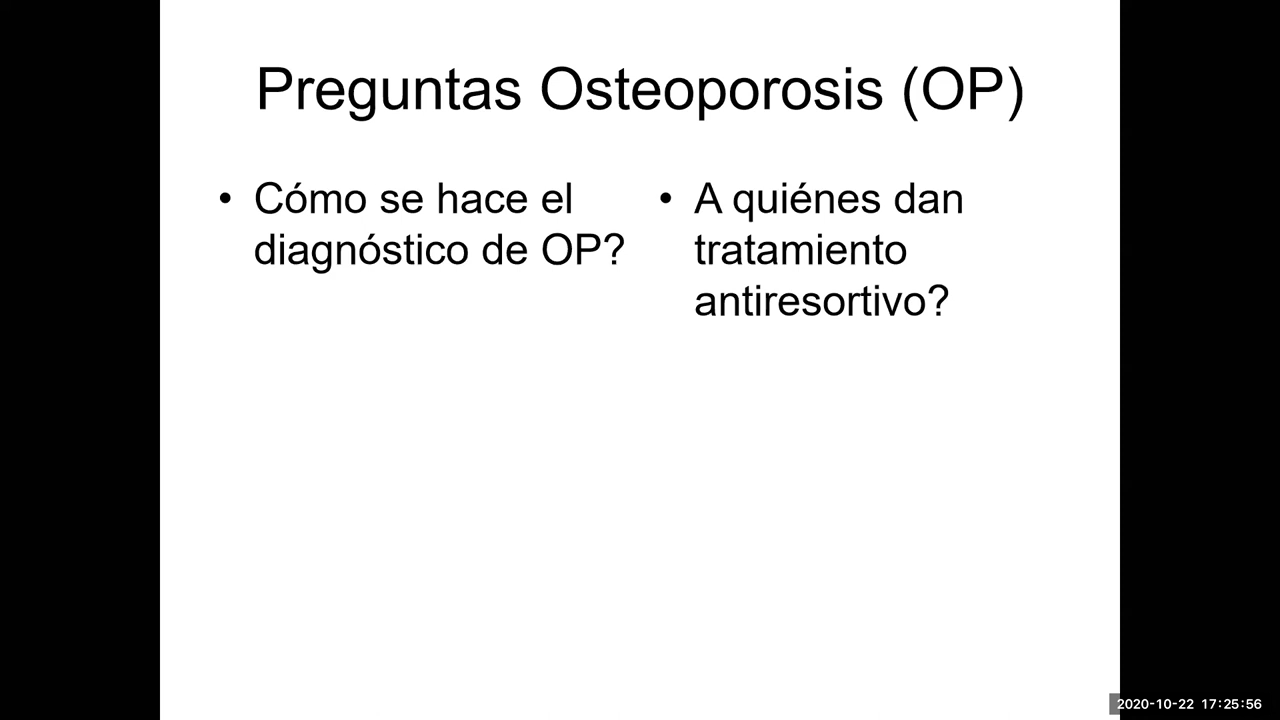 Preguntas Osteoporosis (OP)
• Cómo se hace el
diagnóstico de OP?
• A quiénes dan
tratamiento
antiresortivo?
2020-10-22 17:25:56